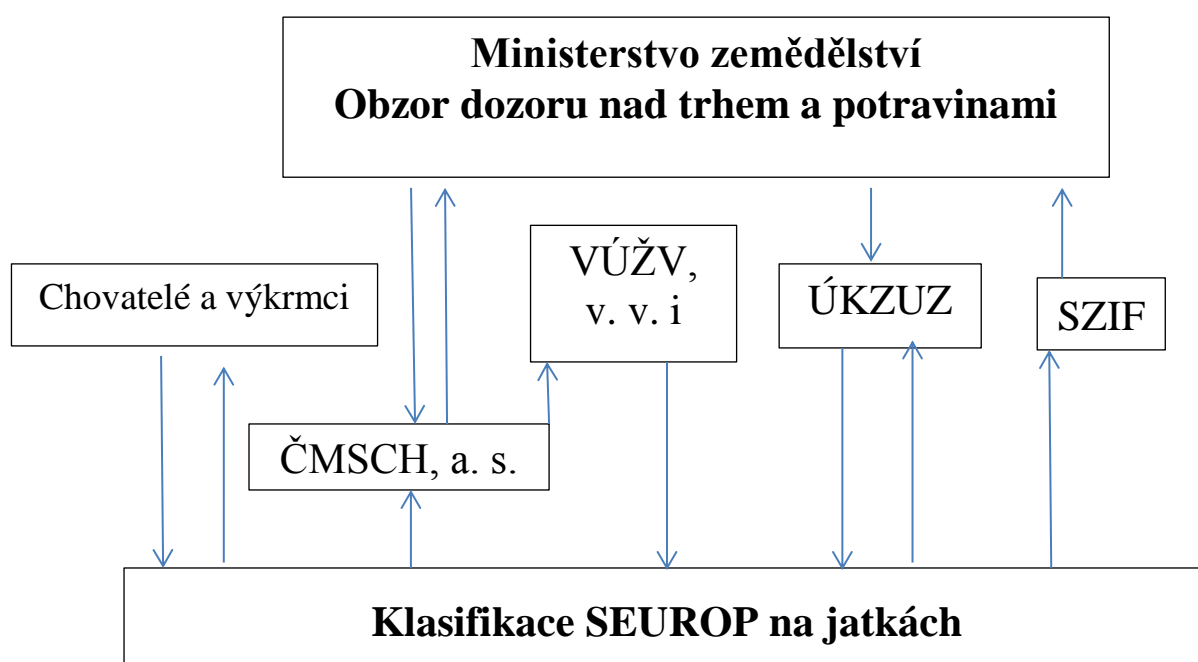 Ministerstvo zemědělství
Obzor dozoru nad trhem a potravinami
Chovatelé a výkrmci
VÚŽV,
v. v. i
ÚKZUZ
SZIF
ČMSCH, a. s.
Klasifikace SEUROP na jatkách